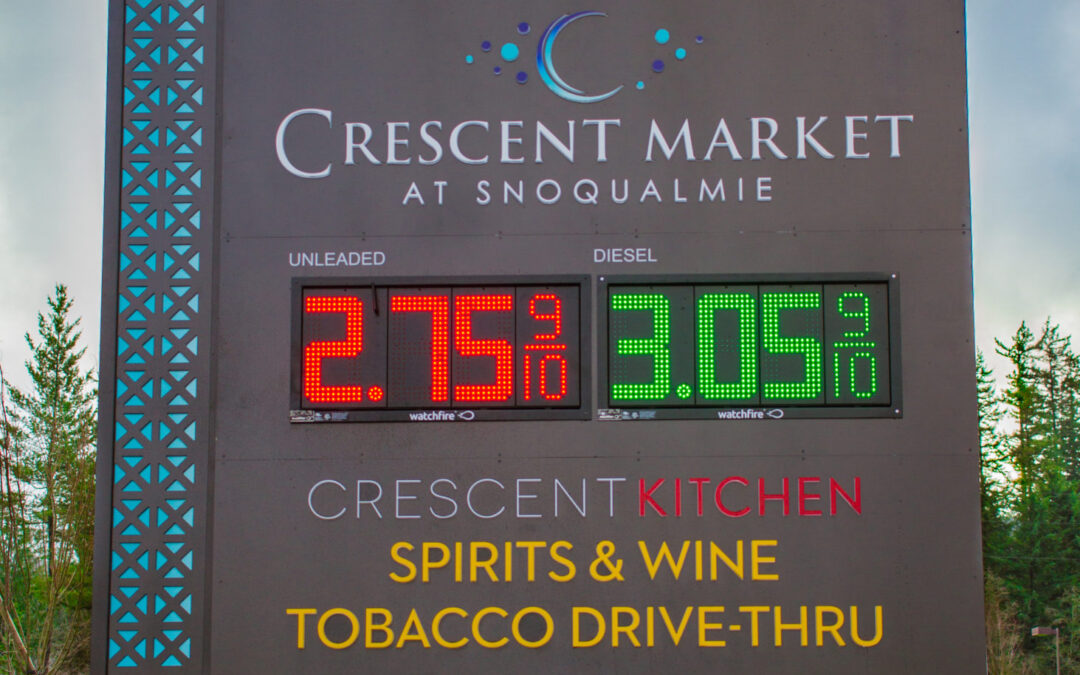 CRESCENT MARKET
AT SNOQUALMIE
UNLEADED
DIESEL
2.75 9/10
3.05 9/10
watchfire
watchfire
CRESCENT KITCHEN
SPIRITS & WINE
TOBACCO DRIVE-THRU